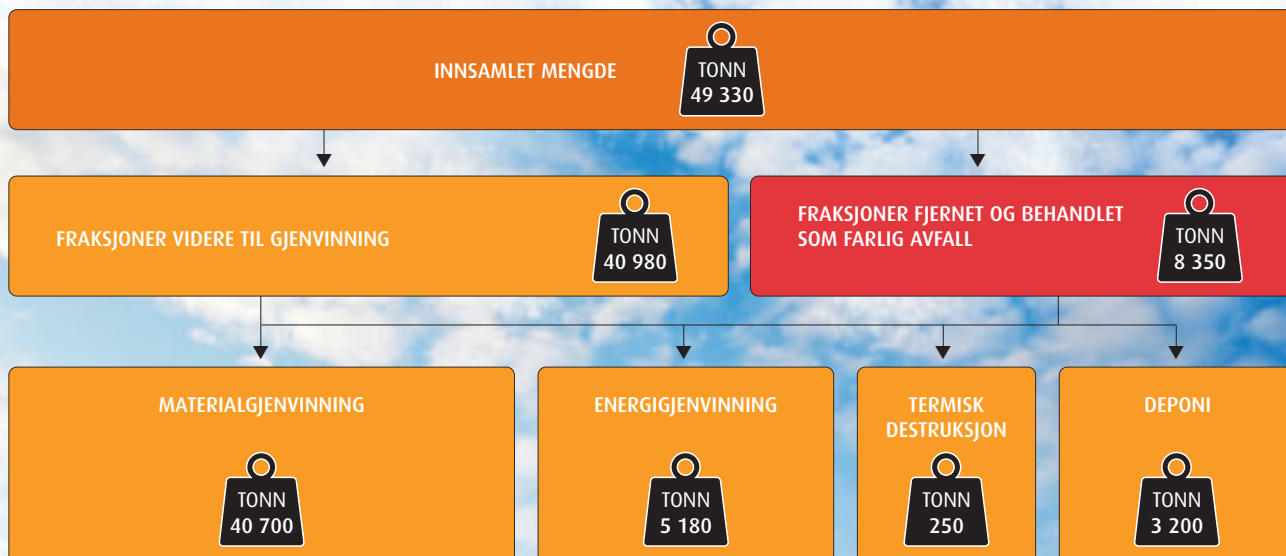 INNSAMLET MENGDE
TONN
49 330
FRAKSJONER VIDERE TIL GJENVINNING
TONN
40 980
FRAKSJONER FJERNET OG BEHANDLET
SOM FARLIG AVFALL
TONN
8 350
MATERIALGJENVINNING
TONN
40 700
ENERGIGJENVINNING
TONN
5 180
TERMISK
DESTRUKSJON
TONN
250
DEPONI
TONN
3 200